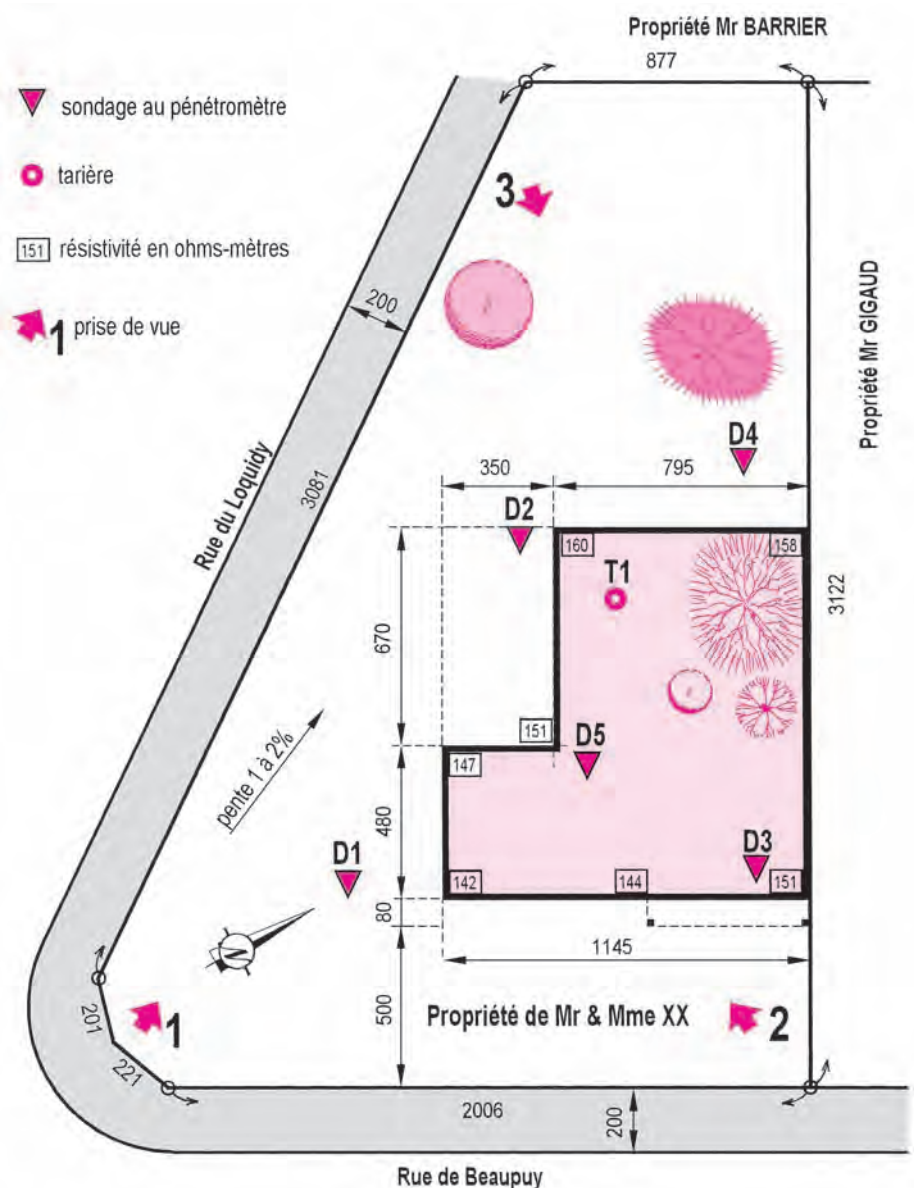 Propriété Mr BARRIER
877
sondage au pénétromètre
tarière
151 résistivité en ohms-mètres
1 prise de vue
3
200
Rue du Loquidy
3081
Propriété Mr GIGAUD
D4
350
795
D2
160
158
T1
3122
670
151
D5
147
pente 1 à 2%
480
D1
D3
142
144
151
80
N
1145
500
Propriété de Mr & Mme XX
2
201
1
221
2006
200
Rue de Beaupuy